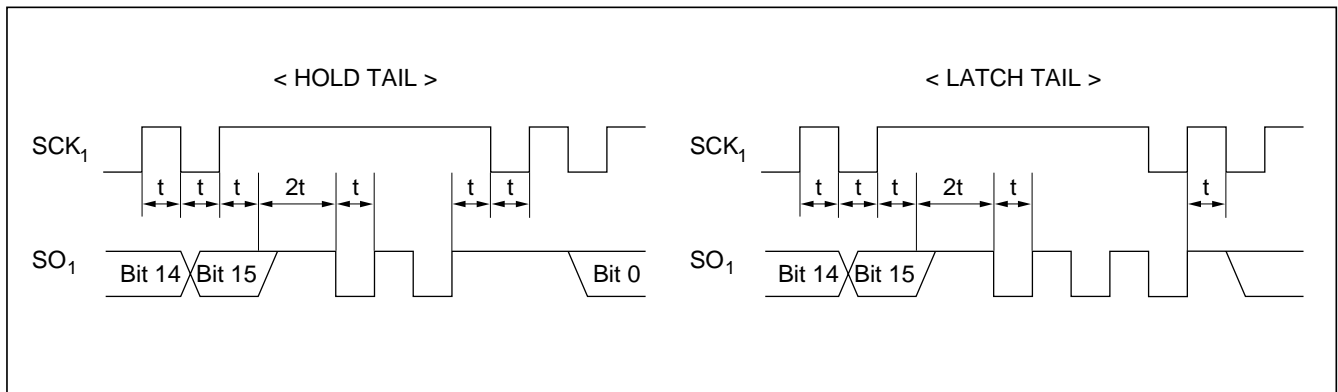 < HOLD TAIL >
< LATCH TAIL >
SCK1
SCK1
t t t 2t t t t
t t t 2t t t
SO1
Bit 14 Bit 15 Bit 0
SO1
Bit 14 Bit 15